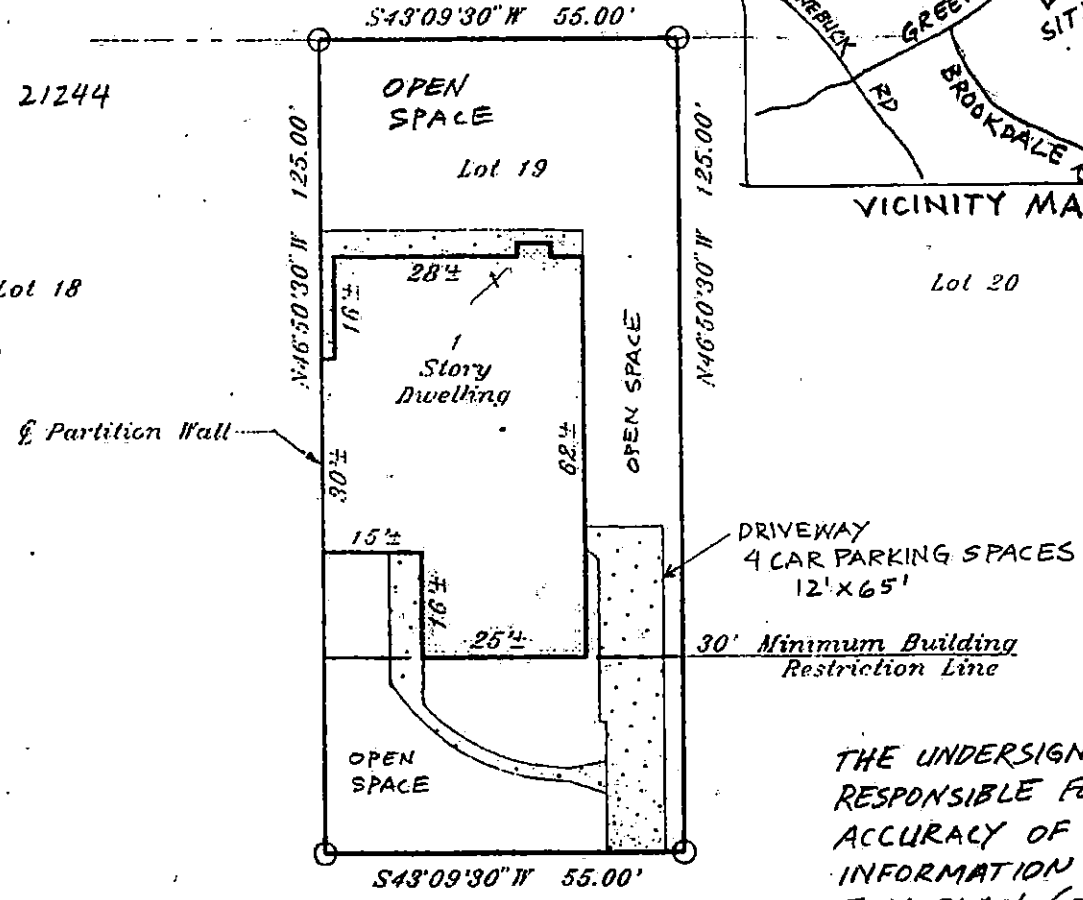 S43°09'30"W 55.00'
21244
OPEN
SPACE
Lot 19
N46°50'30"W 125.00'
N46°50'30"W 125.00'
RD
BROOKDALE
VICINITY
Lot 18
Lot 20
28'±
16'±
1
Story
Dwelling
OPEN SPACE
₵ Partition Wall
30'±
62'±
15'±
16'±
25'±
DRIVEWAY
4 CAR PARKING SPACES
12'X65'
30' Minimum Building
Restriction Line
OPEN
SPACE
S43°09'30"W 55.00'
THE
RESPONSIBLE
ACCURACY OF
INFORMATION